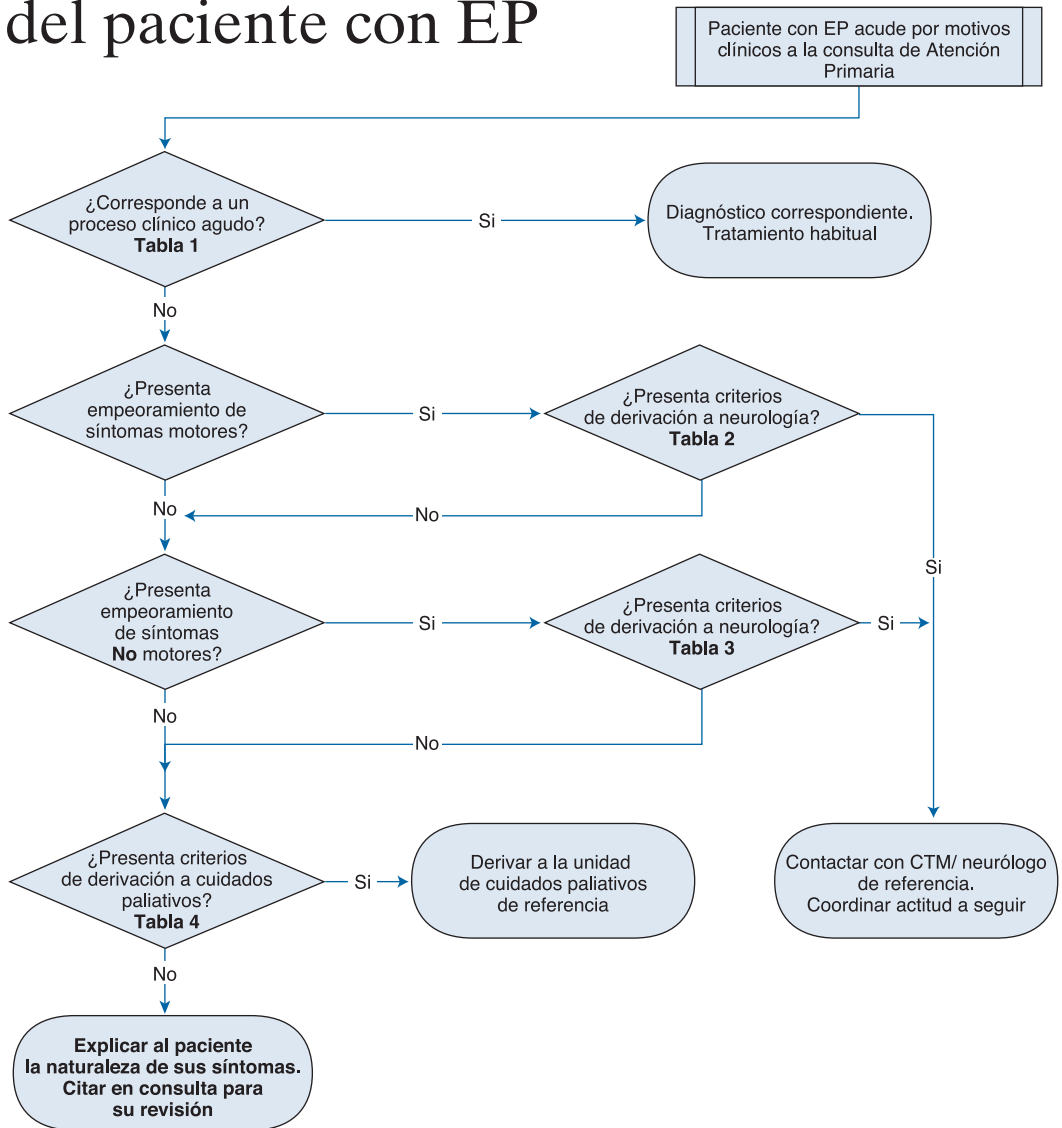 del paciente con EP
Paciente con EP acude por motivos
clínicos a la consulta de Atención
Primaria
¿Corresponde a un
proceso clínico agudo?
Tabla 1
Si
Diagnóstico correspondiente.
Tratamiento habitual
No
¿Presenta
empeoramiento de
síntomas motores?
Si
¿Presenta criterios
de derivación a neurología?
Tabla 2
No
No
Si
¿Presenta
empeoramiento
de síntomas
No motores?
Si
¿Presenta criterios
de derivación a neurología?
Tabla 3
Si
No
No
¿Presenta criterios
de derivación a cuidados
paliativos?
Tabla 4
Si
Derivar a la unidad
de cuidados paliativos
de referencia
Contactar con CTM/ neurólogo
de referencia.
Coordinar actitud a seguir
No
Explicar al paciente
la naturaleza de sus síntomas.
Citar en consulta para
su revisión